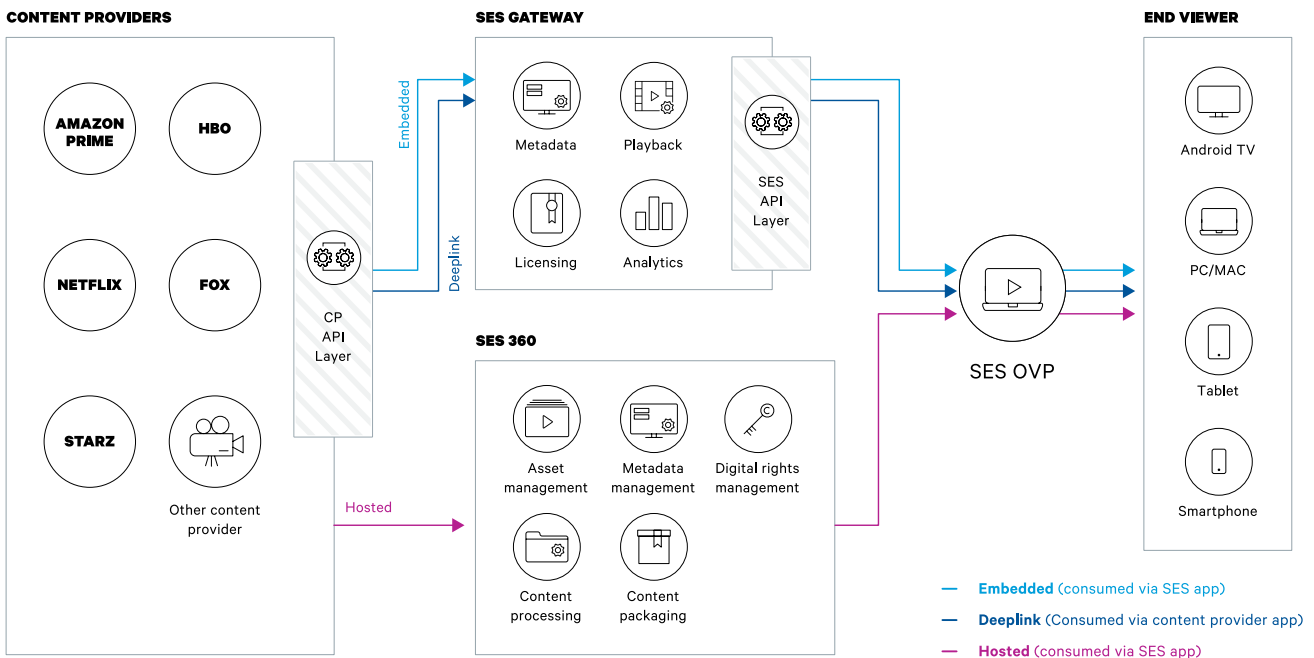 CONTENT PROVIDERS
AMAZON
PRIME
HBO
NETFLIX
FOX
STARZ
Other content
provider
CP
API
Layer
Embedded
Deeplink
Hosted
SES GATEWAY
Metadata
Playback
Licensing
Analytics
SES
API
Layer
SES 360
Asset
management
Metadata
management
Digital rights
management
C
Content
processing
Content
packaging
SES OVP
END VIEWER
Android TV
PC/MAC
Tablet
Smartphone
Embedded (consumed via SES app)
Deeplink (Consumed via content provider app)
Hosted (consumed via SES app)